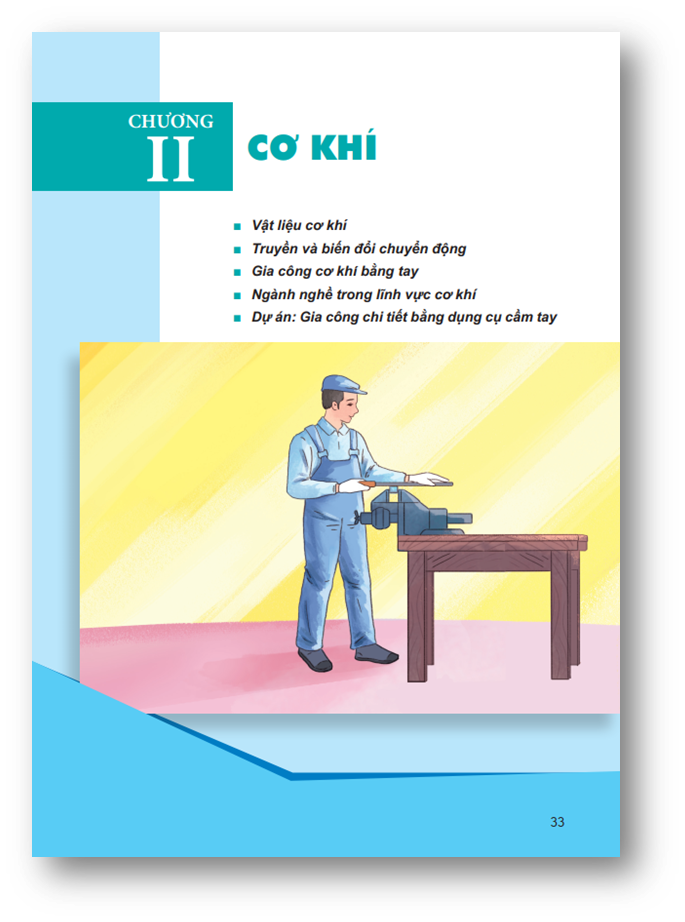 CHƯƠNG
II
CƠ KHÍ
Vật liệu cơ khí
Truyền và biến đổi chuyển động
Gia công cơ khí bằng tay
Ngành nghề trong lĩnh vực cơ khí
Dự án: Gia công chi tiết bằng dụng cụ cầm tay
33